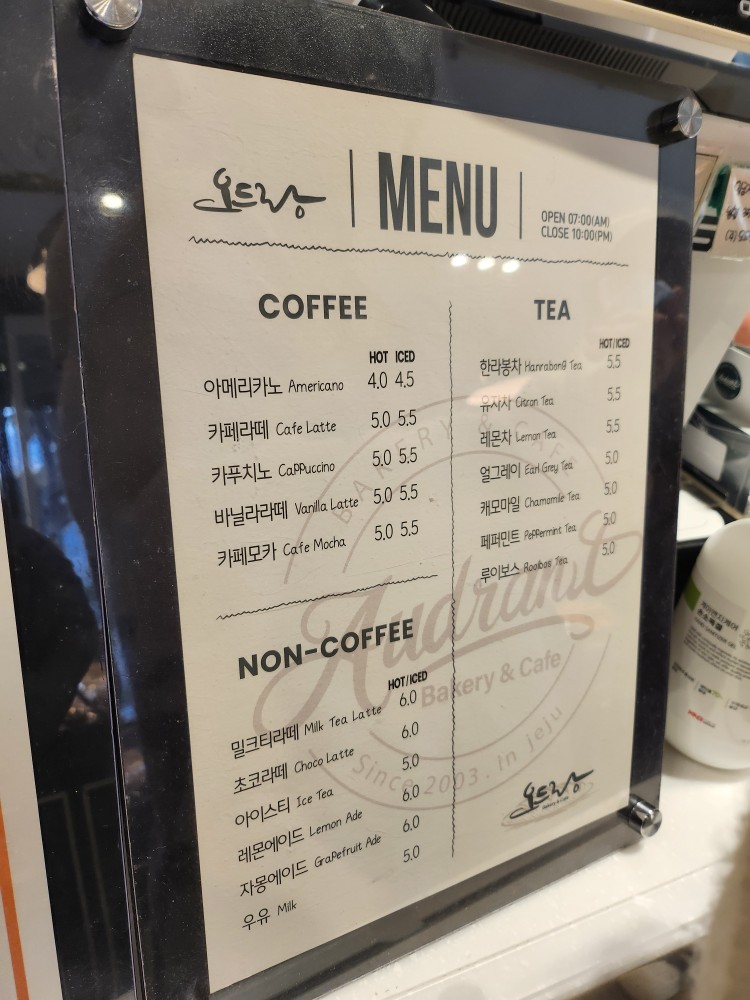 오드랑 MENU OPEN 07:00(AM)
CLOSE 10:00(PM)
COFFEE
HOT ICED
아메리카노 Americano 4.0 4.5
카페라떼 Cafe Latte 5.0 5.5
카푸치노 CaPPuccino 5.0 5.5
바닐라라떼 Vanilla Latte 5.0 5.5
카페모카 Cafe Mocha 5.0 5.5
NON-COFFEE
HOT/ICED
밀크티라떼 Milk Tea Latte 6.0
초코라떼 Choco Latte 6.0
아이스티 Ice Tea 5.0
레몬에이드 Lemon Ade 6.0
자몽에이드 GraPefruit Ade 6.0
우유 Milk 5.0
TEA
HOT/ICED
한라봉차 Hanrabong Tea 5.5
유자차 Citron Tea 5.5
레몬차 Lemon Tea 5.5
얼그레이 Earl Grey Tea 5.0
캐모마일 Chamomile Tea 5.0
페퍼민트 PePPermint Tea 5.0
루이보스 Rooibos Tea 5.0
BAKERY & CAFE
Audrant
Bakery & Cafe
Since 2003. In jeju
오드랑
Bakery & Cafe